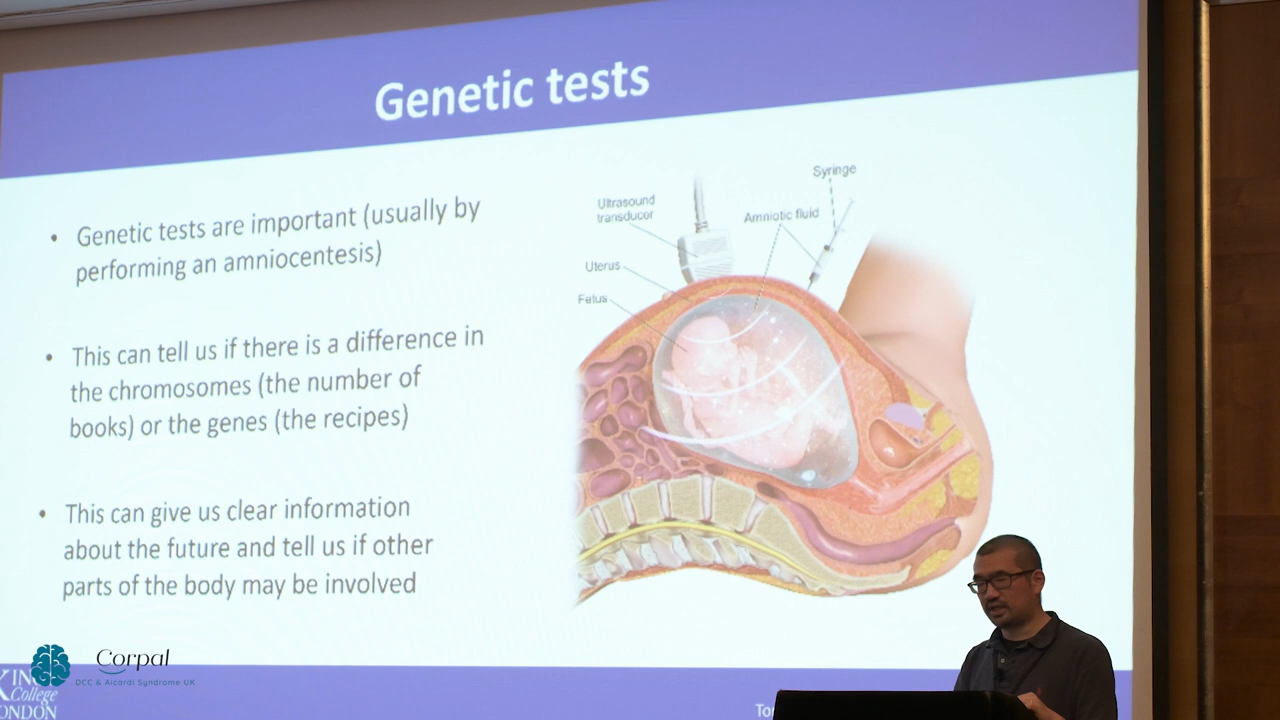 Genetic tests
• Genetic tests are important (usually by
performing an amniocentesis)
• This can tell us if there is a difference in
the chromosomes (the number of
books) or the genes (the recipes)
• This can give us clear information
about the future and tell us if other
parts of the body may be involved
Syringe
Ultrasound
transducor
Amniotic fluid
Uterus
Fetus
Corpal
DCC & Aicardi Syndrome UK
College